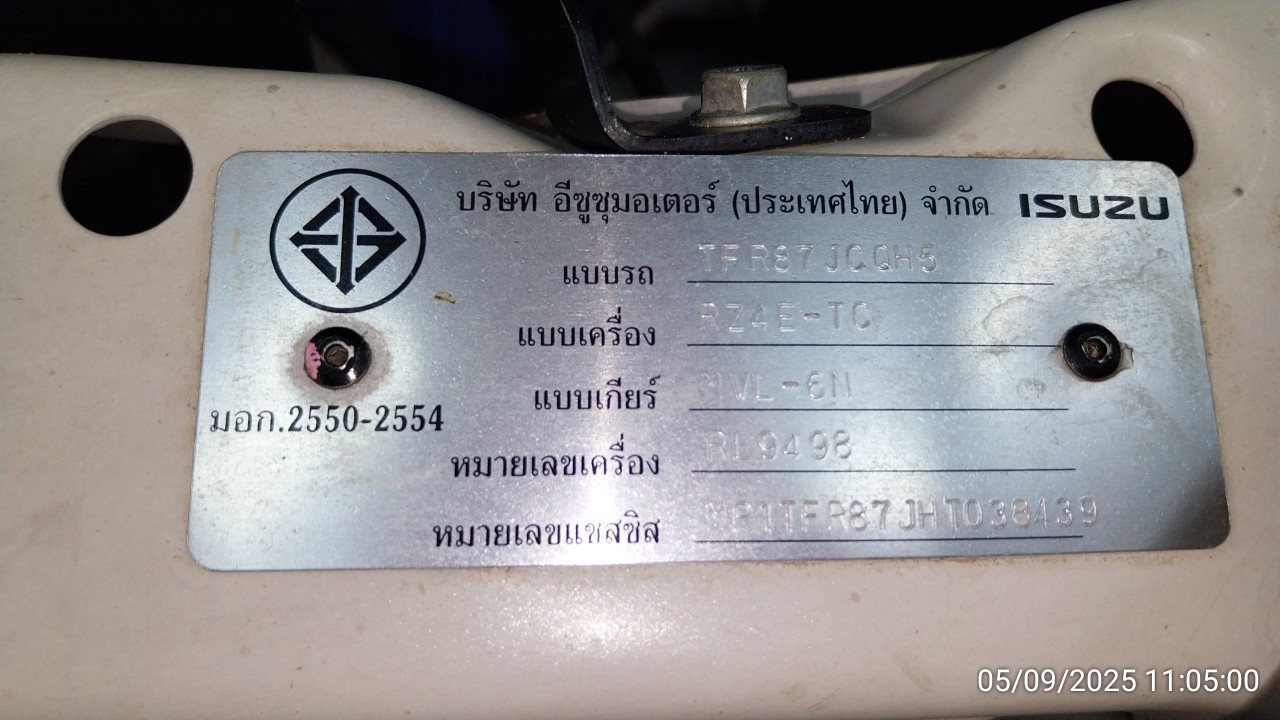 บริษัท อีซูซุมอเตอร์ (ประเทศไทย) จำกัด ISUZU
แบบรถ TFR87JCQH5
แบบเครื่อง RZ4E-TC
แบบเกียร์
มอก.2550-2554
หมายเลขเครื่อง RL9498
หมายเลขแชสซิส MP1TFR87JHT038439
05/09/2025 11:05:00